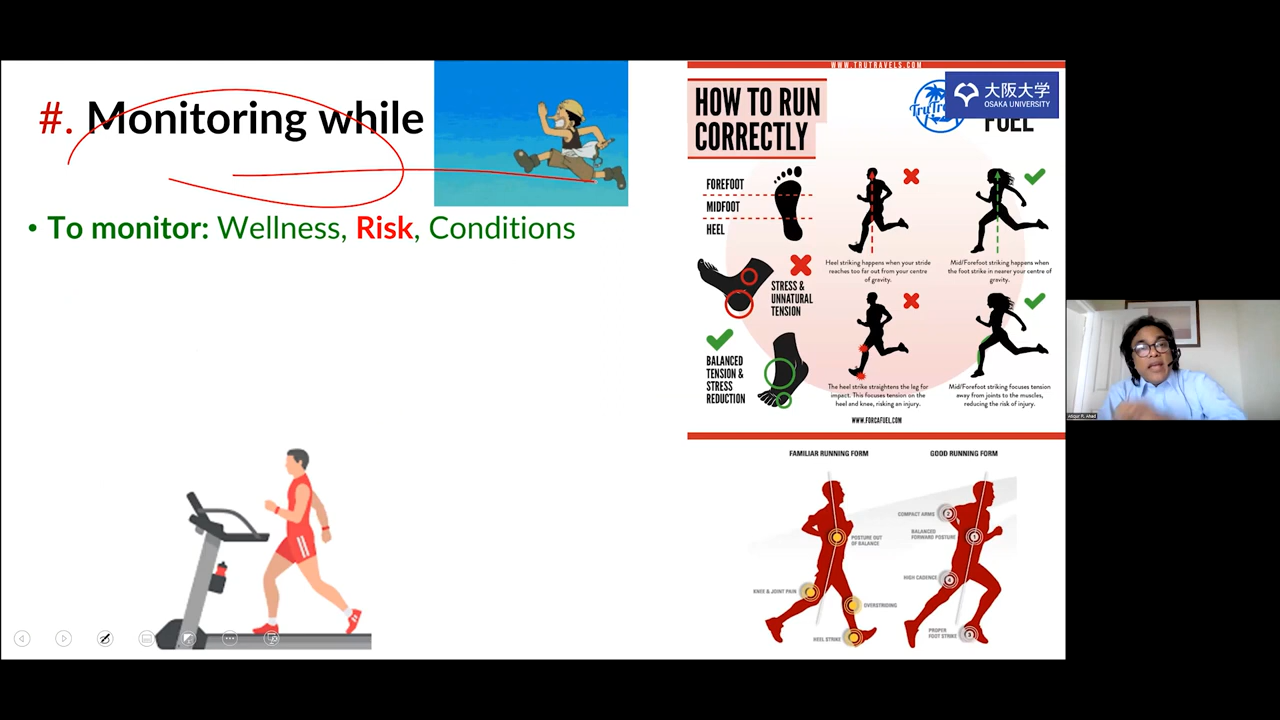 #. Monitoring while
• To monitor: Wellness, Risk, Conditions
WWW.TRUTRAVELS.COM
HOW TO RUN
CORRECTLY
大阪大学
OSAKA UNIVERSITY
FUEL
FOREFOOT
MIDFOOT
HEEL
STRESS &
UNNATURAL
TENSION
BALANCED
TENSION &
STRESS
REDUCTION
Heel striking happens when your stride
reaches too far out from your centre
of gravity.
Mid/Forefoot striking happens when
the foot strike in nearer your centre of
gravity.
The heel strike straightens the leg for
impact. This focuses tension on the
heel and knee, risking an injury.
Mid/Forefoot striking focuses tension
away from joints to the muscles,
reducing the risk of injury.
WWW.FORCAFUEL.COM
FAMILIAR RUNNING FORM
POSTURE OUT
OF BALANCE
KNEE & JOINT PAIN
OVERSTRIDING
HEEL STRIKE
GOOD RUNNING FORM
COMPACT ARMS
2
BALANCED
FORWARD POSTURE
1
HIGH CADENCE
4
PROPER
FOOT STRIKE
3
Atiqur R. Ahad